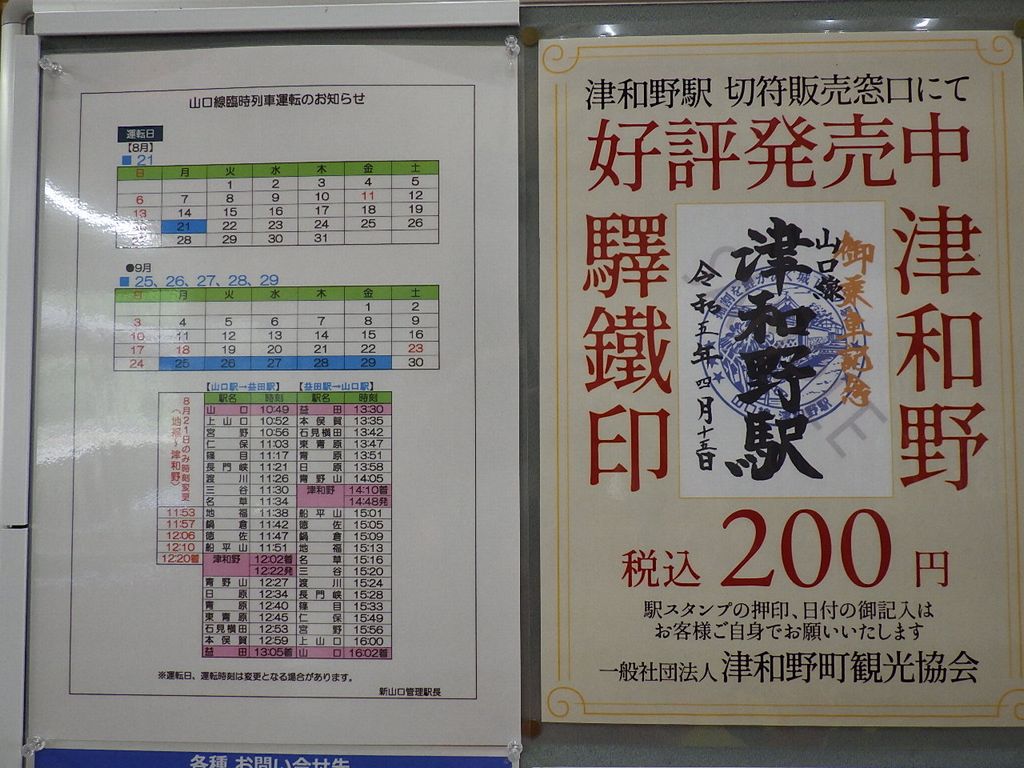 山口線臨時列車運転のお知らせ
運転日
【8月】
■21
日 月 火 水 木 金 土
1 2 3 4 5
6 7 8 9 10 11 12
13 14 15 16 17 18 19
21 22 23 24 25 26
28 29 30 31
●9月
■25、26、27、28、29
日 月 火 水 木 金 土
1 2
3 4 5 6 7 8 9
10 11 12 13 14 15 16
17 18 19 20 21 22 23
24 25 26 27 28 29 30
【山口駅→益田駅】 【益田駅→山口駅】
駅名 時刻 駅名 時刻
山口 10:49 益田 13:30
上山口 10:52 本俣賀 13:35
宮野 10:56 石見横田 13:42
仁保 11:03 東青原 13:47
篠目 11:17 青原 13:51
長門峡 11:21 日原 13:58
渡川 11:26 青野山 14:05
三谷 11:30 津和野 14:10着
名草 11:34 14:48発
11:53 地福 11:38 船平山 15:01
11:57 鍋倉 11:42 徳佐 15:05
12:06 徳佐 11:47 鍋倉 15:09
12:10 船平山 11:51 地福 15:13
12:20着 津和野 12:02着 名草 15:16
12:22発 三谷 15:20
青野山 12:27 渡川 15:24
日原 12:34 長門峡 15:28
青原 12:40 篠目 15:33
東青原 12:45 仁保 15:49
石見横田 12:53 宮野 15:56
本俣賀 12:59 上山口 16:00
益田 13:05着 山口 16:02着
8月21日のみ時刻変更
(地福~津和野)
※運転日、運転時刻は変更となる場合があります。
新山口管理駅長
各種 お問い合せ先
津和野駅 切符販売窓口にて
好評発売中
津和野
驛鐵印
御乗車記念
山口線
津和野駅
令和五年四月十五日
税込 200円
駅スタンプの押印、日付の御記入は
お客様ご自身でお願いいたします
一般社団法人 津和野町観光協会